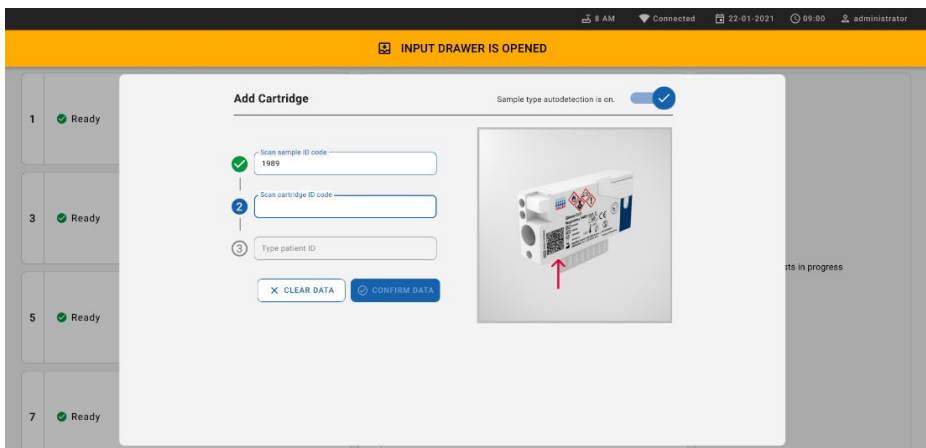 8 AM Connected 22-01-2021 09:00 administrator
INPUT DRAWER IS OPENED
Add Cartridge
Sample type autodetection is on.
1 Ready
Scan sample ID code
1989
2
Scan cartridge ID code
3 Ready
3
Type patient ID
sts in progress
CLEAR DATA
CONFIRM DATA
5 Ready
7 Ready